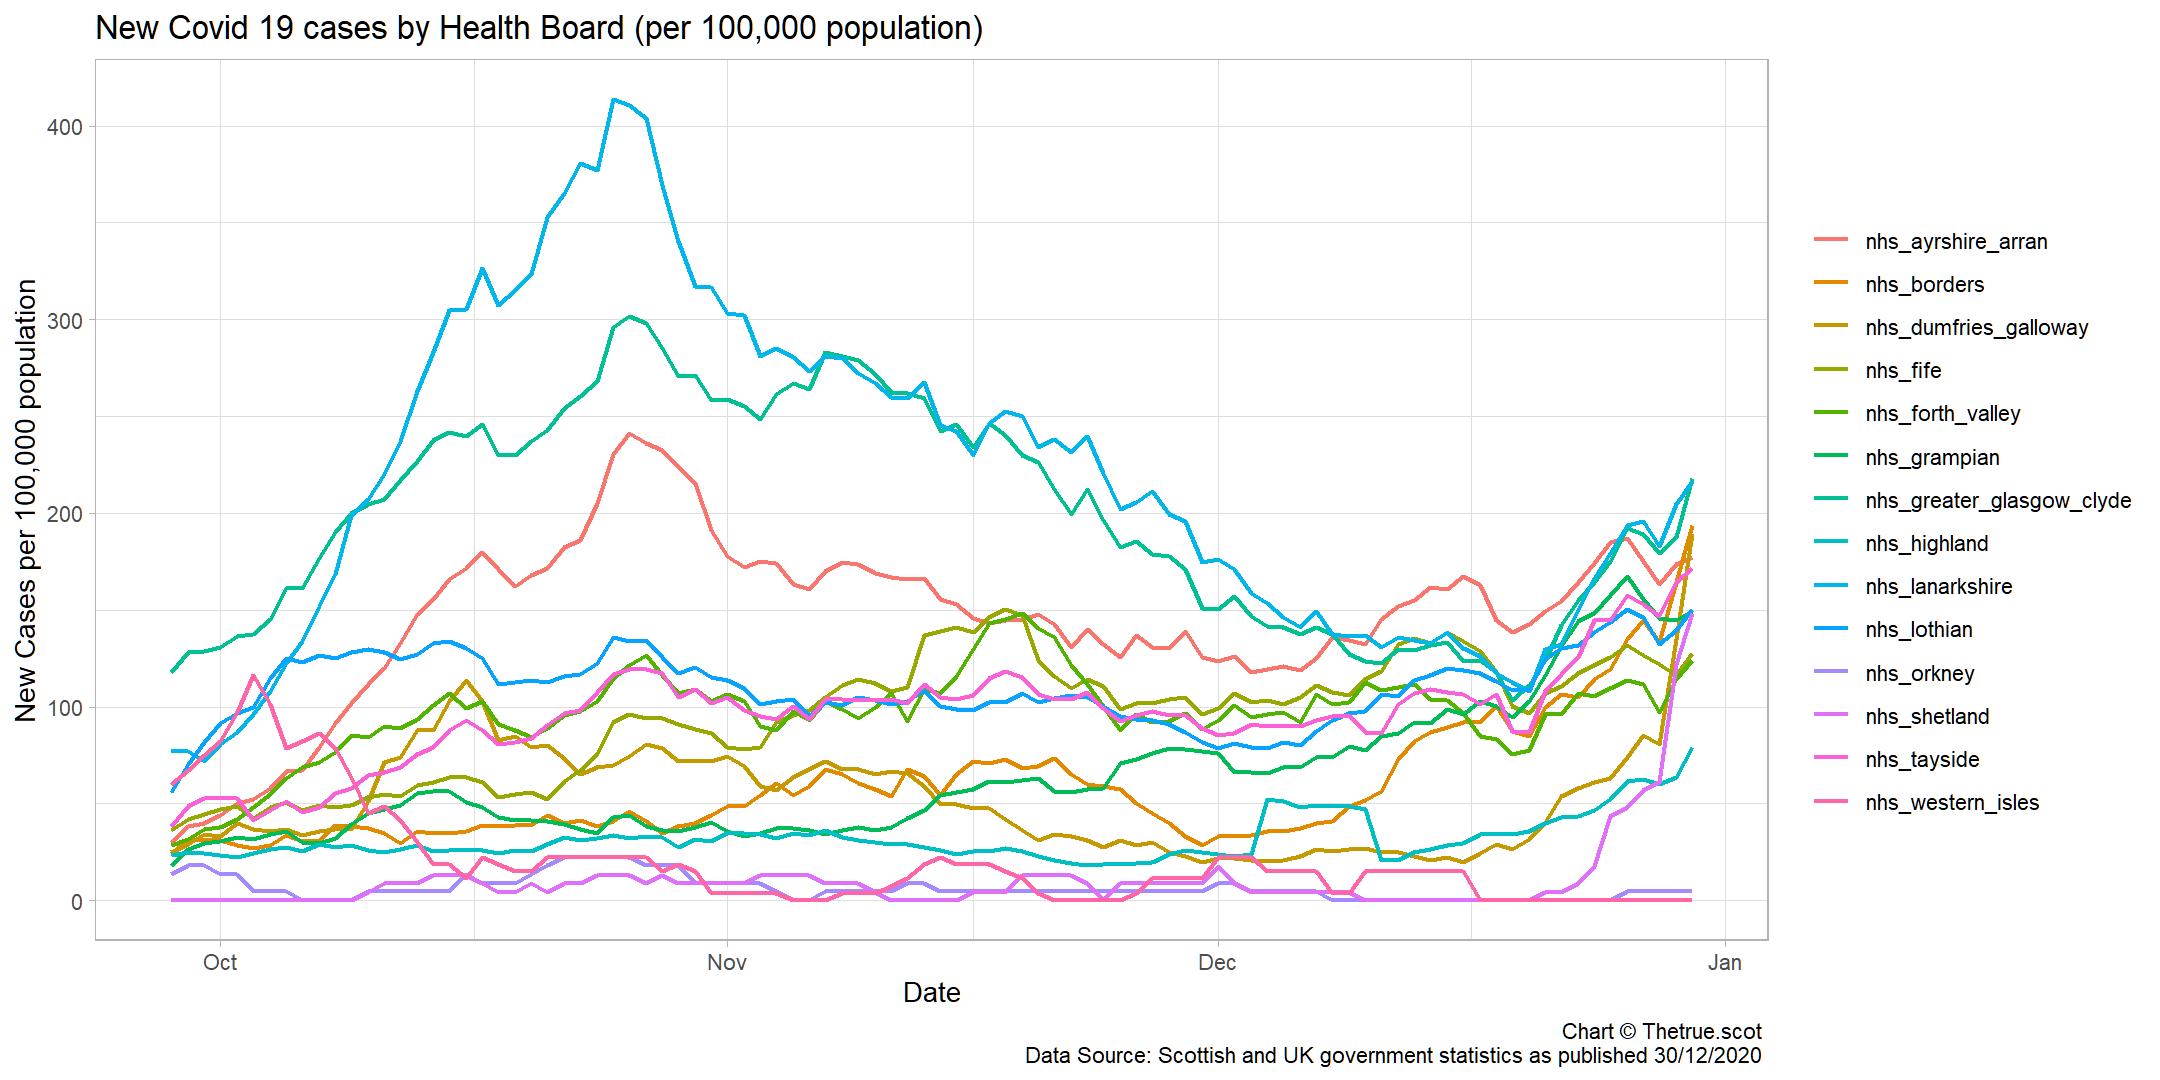 New Covid 19 cases by Health Board (per 100,000 population)
New Cases per 100,000 population
400
300
200
100
0
Oct
Nov
Dec
Jan
Date
nhs_ayrshire_arran
nhs_borders
nhs_dumfries_galloway
nhs_fife
nhs_forth_valley
nhs_grampian
nhs_greater_glasgow_clyde
nhs_highland
nhs_lanarkshire
nhs_lothian
nhs_orkney
nhs_shetland
nhs_tayside
nhs_western_isles
Chart © Thetrue.scot
Data Source: Scottish and UK government statistics as published 30/12/2020